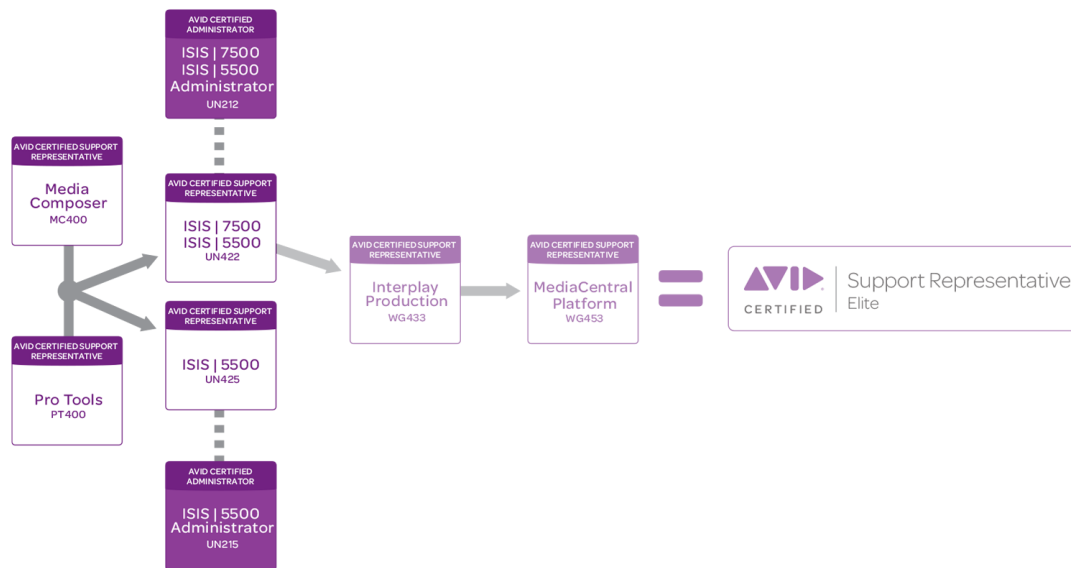 AVID CERTIFIED
ADMINISTRATOR
ISIS | 7500
ISIS | 5500
Administrator
UN212
AVID CERTIFIED SUPPORT
REPRESENTATIVE
Media
Composer
MC400
AVID CERTIFIED SUPPORT
REPRESENTATIVE
ISIS | 7500
ISIS | 5500
UN422
AVID CERTIFIED SUPPORT
REPRESENTATIVE
Interplay
Production
WG433
AVID CERTIFIED SUPPORT
REPRESENTATIVE
MediaCentral
Platform
WG453
AVID
CERTIFIED
Support Representative
Elite
AVID CERTIFIED SUPPORT
REPRESENTATIVE
ISIS | 5500
UN425
AVID CERTIFIED SUPPORT
REPRESENTATIVE
Pro Tools
PT400
AVID CERTIFIED
ADMINISTRATOR
ISIS | 5500
Administrator
UN215